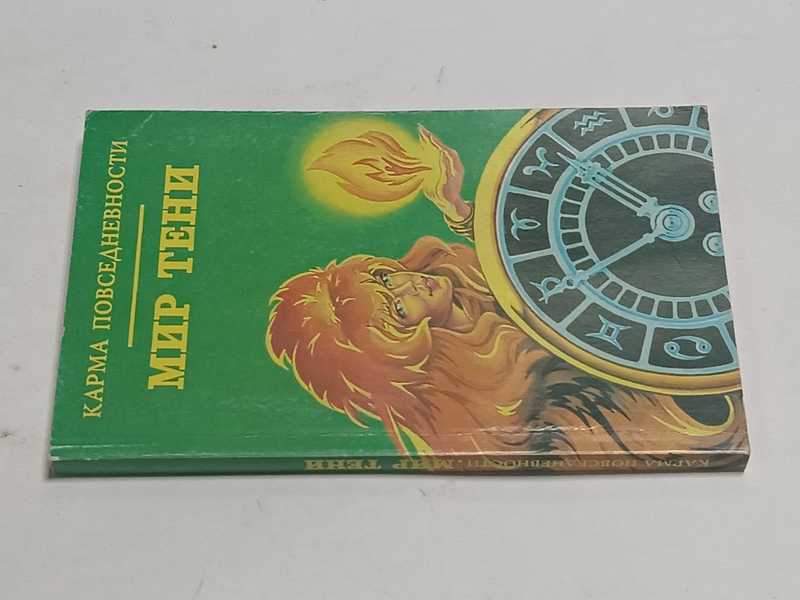 КАРМА ПОВСЕДНЕВНОСТИ
МИР ТЕНИ
КАРМА ПОВСЕДНЕВНОСТИ. МИР ТЕНИ